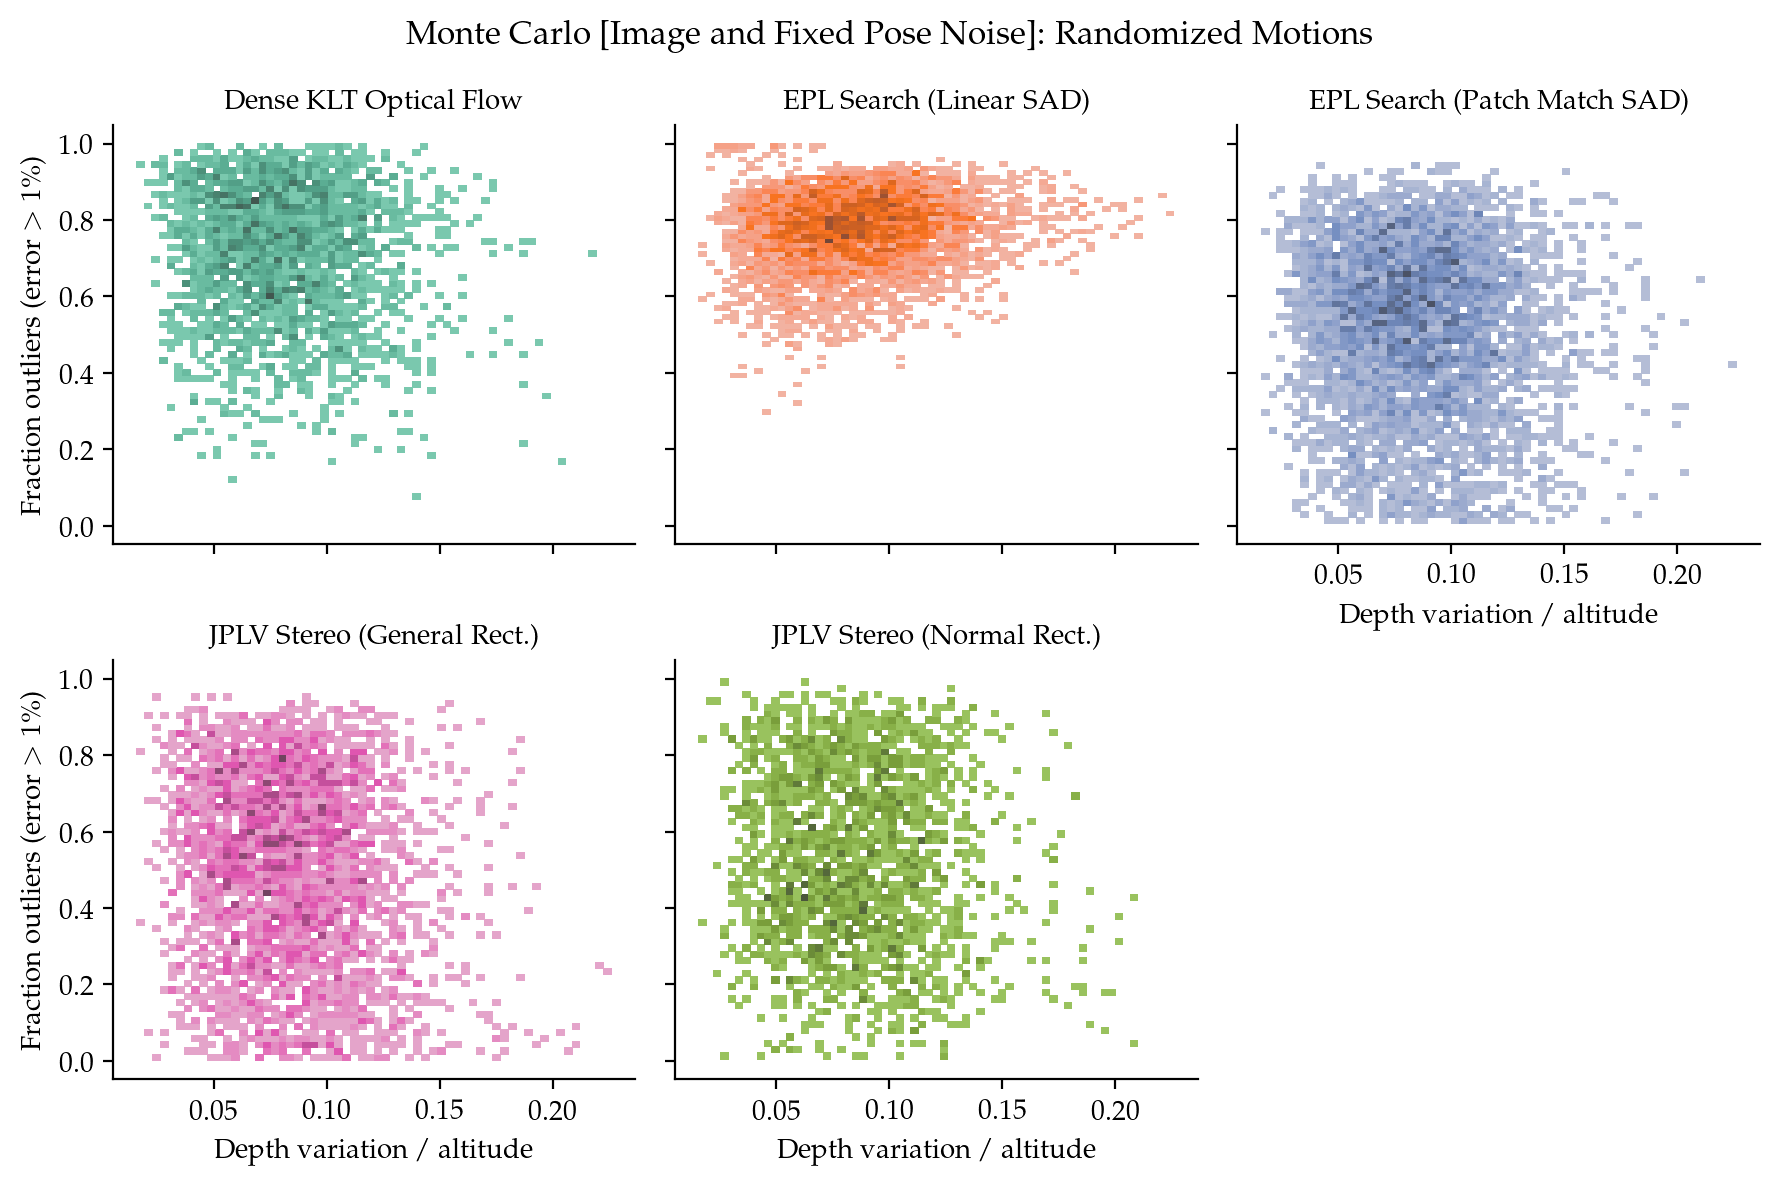 Monte Carlo [Image and Fixed Pose Noise]: Randomized Motions
Dense KLT Optical Flow
EPL Search (Linear SAD)
EPL Search (Patch Match SAD)
Fraction outliers (error > 1%)
1.0
0.8
0.6
0.4
0.2
0.0
0.05 0.10 0.15 0.20
Depth variation / altitude
JPLV Stereo (General Rect.)
JPLV Stereo (Normal Rect.)
Fraction outliers (error > 1%)
1.0
0.8
0.6
0.4
0.2
0.0
0.05 0.10 0.15 0.20
Depth variation / altitude
0.05 0.10 0.15 0.20
Depth variation / altitude